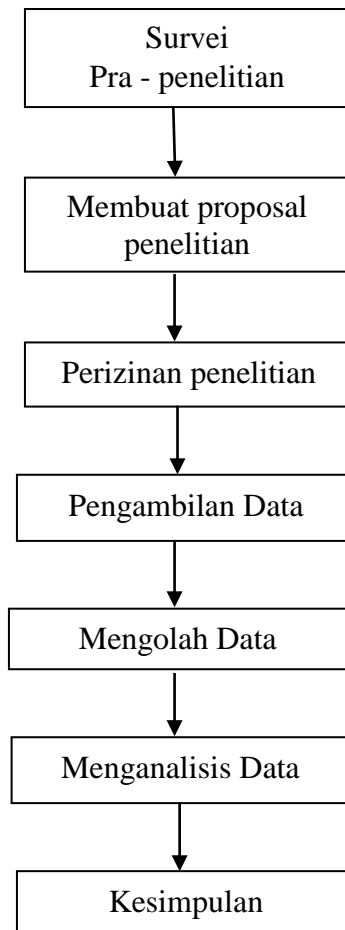 Survei
Pra - penelitian
Membuat proposal
penelitian
Perizinan penelitian
Pengambilan Data
Mengolah Data
Menganalisis Data
Kesimpulan